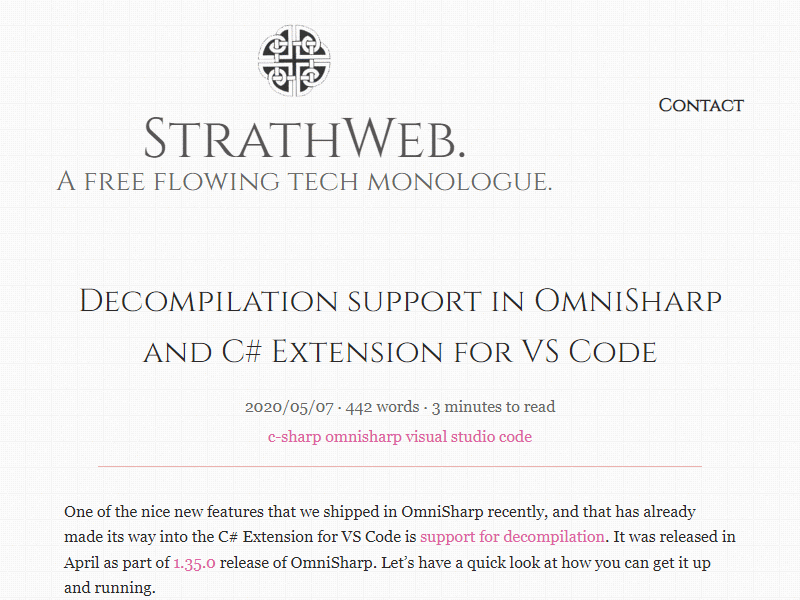 Contact
StrathWeb.
A free flowing tech monologue.
Decompilation support in OmniSharp
and C# Extension for VS Code
2020/05/07 · 442 words · 3 minutes to read
c-sharp omnisharp visual studio code
One of the nice new features that we shipped in OmniSharp recently, and that has already
made its way into the C# Extension for VS Code is support for decompilation. It was released in
April as part of 1.35.0 release of OmniSharp. Let’s have a quick look at how you can get it up
and running.